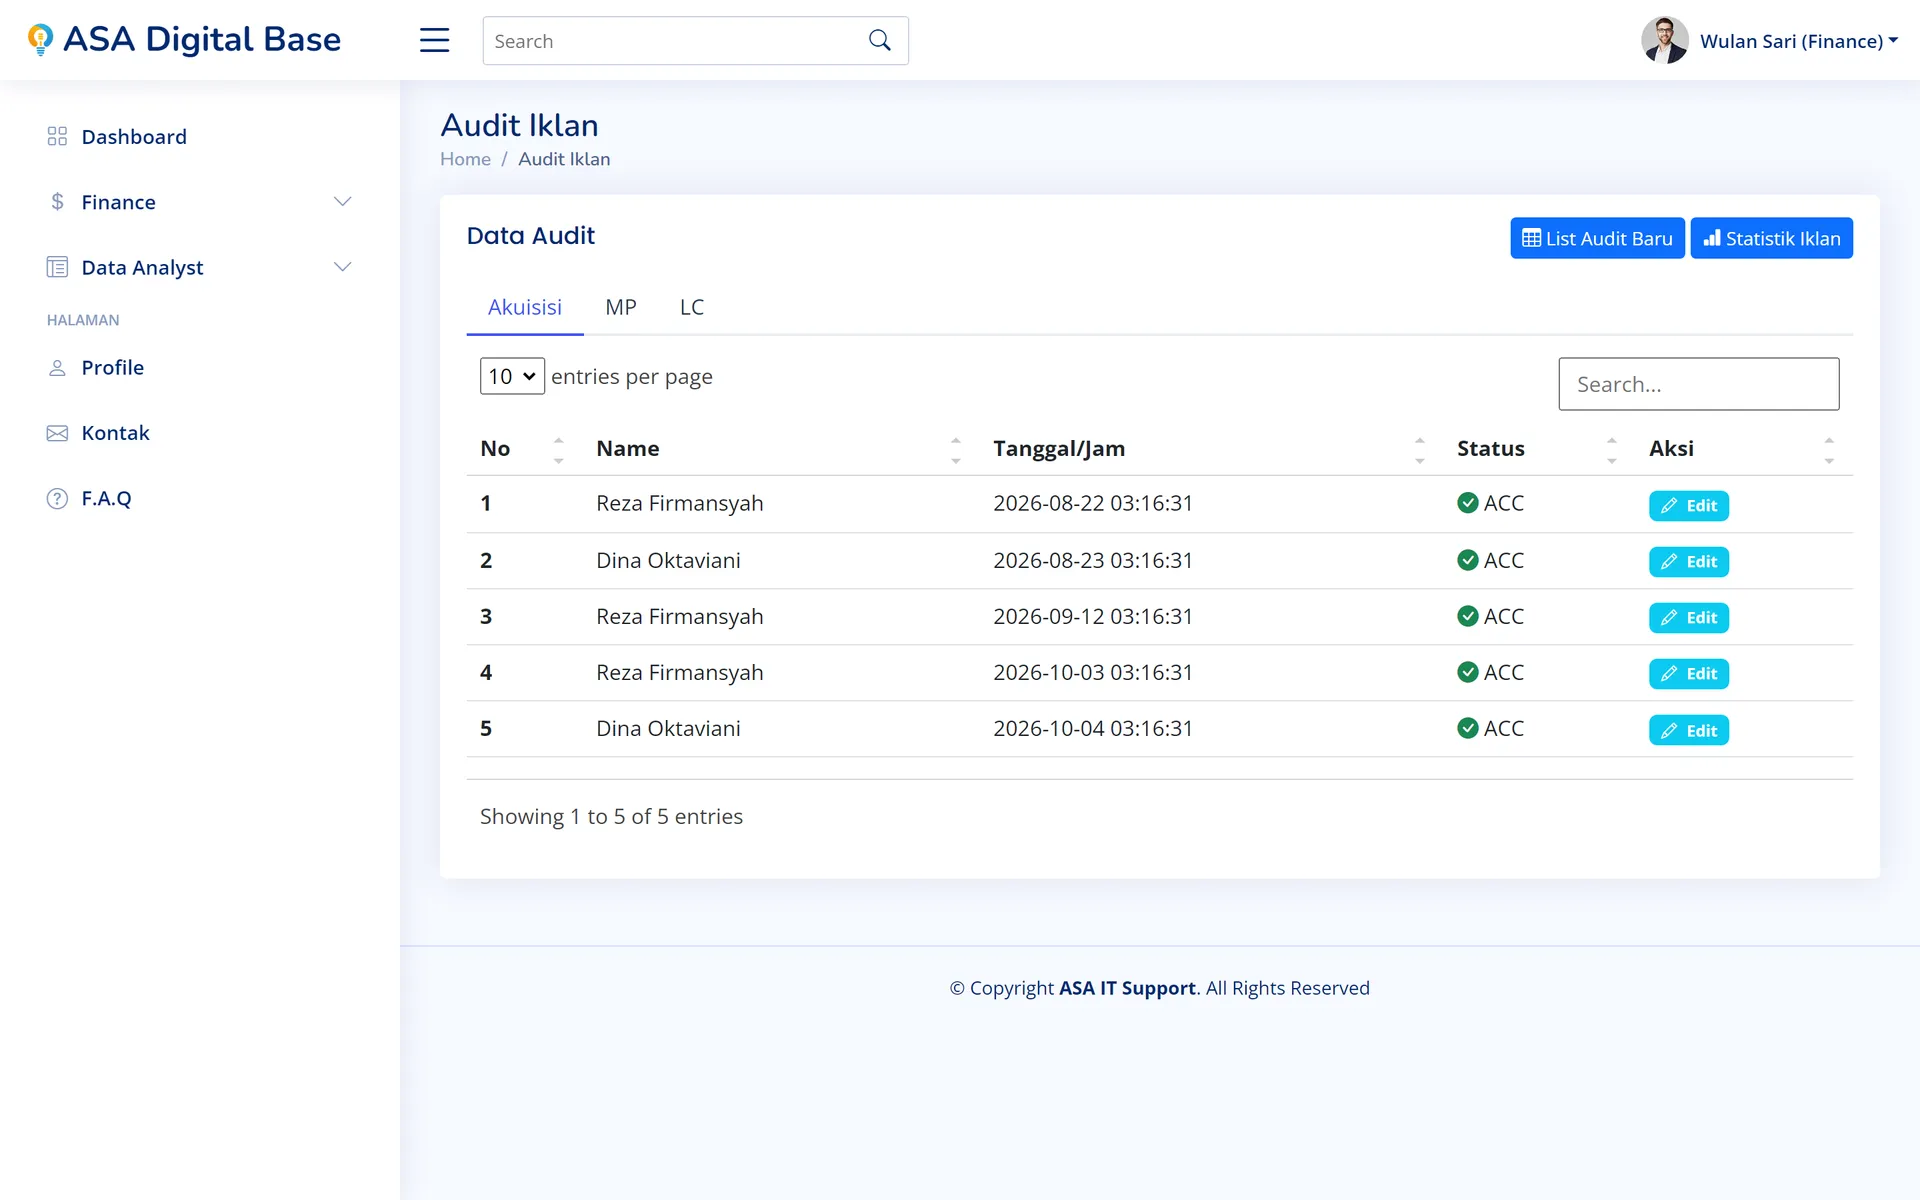 ASA Digital Base
Search
Wulan Sari (Finance)
Dashboard
Finance
Data Analyst
HALAMAN
Profile
Kontak
F.A.Q
Audit Iklan
Home / Audit Iklan
Data Audit
List Audit Baru
Statistik Iklan
Akuisisi MP LC
10 entries per page
Search...
No Name Tanggal/Jam Status Aksi
1 Reza Firmansyah 2026-08-22 03:16:31 ACC Edit
2 Dina Oktaviani 2026-08-23 03:16:31 ACC Edit
3 Reza Firmansyah 2026-09-12 03:16:31 ACC Edit
4 Reza Firmansyah 2026-10-03 03:16:31 ACC Edit
5 Dina Oktaviani 2026-10-04 03:16:31 ACC Edit
Showing 1 to 5 of 5 entries
© Copyright ASA IT Support. All Rights Reserved